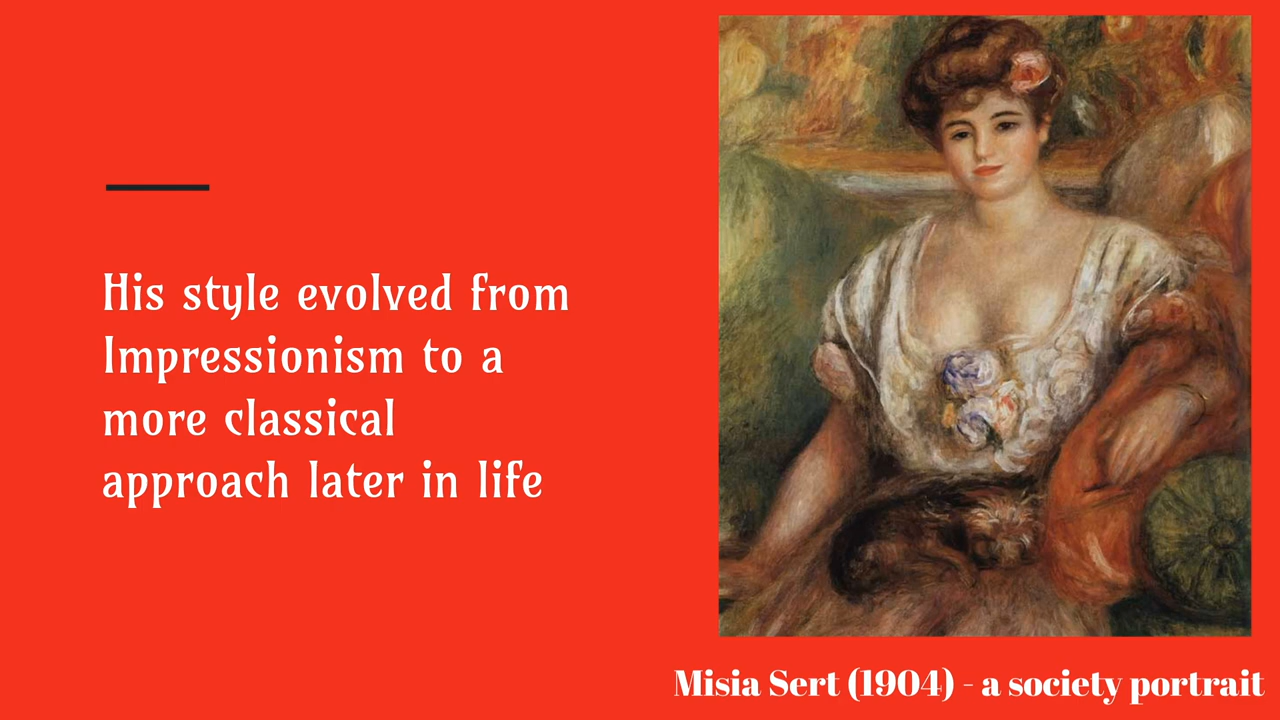 His style evolved from
Impressionism to a
more classical
approach later in life
Misia Sert (1904) - a society portrait